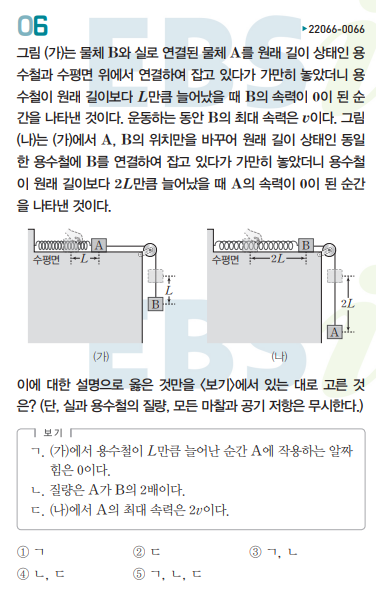 06
▶22066-0066
그림 (가)는 물체 B와 실로 연결된 물체 A를 원래 길이 상태인 용
수철과 수평면 위에서 연결하여 잡고 있다가 가만히 놓았더니 용
수철이 원래 길이보다 L만큼 늘어났을 때 B의 속력이 0이 된 순
간을 나타낸 것이다. 운동하는 동안 B의 최대 속력은 v이다. 그림
(나)는 (가)에서 A, B의 위치만을 바꾸어 원래 길이 상태인 동일
한 용수철에 B를 연결하여 잡고 있다가 가만히 놓았더니 용수철
이 원래 길이보다 2L만큼 늘어났을 때 A의 속력이 0이 된 순간
을 나타낸 것이다.
A
수평면
L
L
B
(가)
B
수평면
2L
2L
A
(나)
이에 대한 설명으로 옳은 것만을 <보기>에서 있는 대로 고른 것
은? (단, 실과 용수철의 질량, 모든 마찰과 공기 저항은 무시한다.)
보기
ㄱ. (가)에서 용수철이 L만큼 늘어난 순간 A에 작용하는 알짜
힘은 0이다.
ㄴ. 질량은 A가 B의 2배이다.
ㄷ. (나)에서 A의 최대 속력은 2v이다.
① ㄱ ② ㄷ ③ ㄱ, ㄴ
④ ㄴ, ㄷ ⑤ ㄱ, ㄴ, ㄷ
EBS i
EBS i